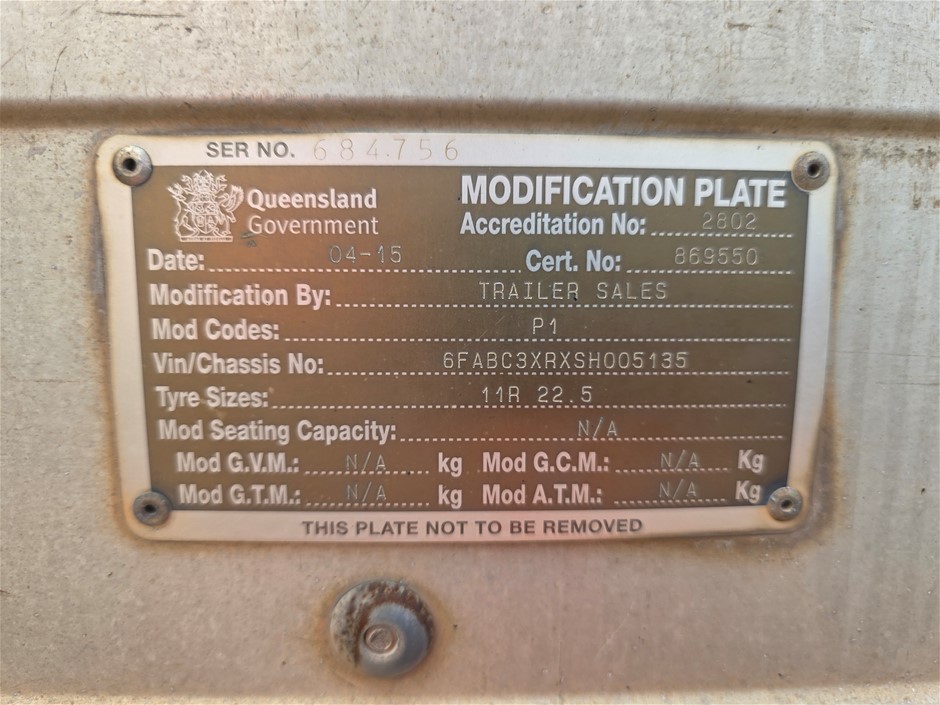 SER NO. 684756
Queensland Government
MODIFICATION PLATE
Accreditation No: 2802
Date: 04-15 Cert. No: 869550
Modification By: TRAILER SALES
Mod Codes: P1
Vin/Chassis No: 6FABC3XRXSH005135
Tyre Sizes: 11R 22.5
Mod Seating Capacity: N/A
Mod G.V.M.: N/A kg Mod G.C.M.: N/A Kg
Mod G.T.M.: N/A kg Mod A.T.M.: N/A Kg
THIS PLATE NOT TO BE REMOVED